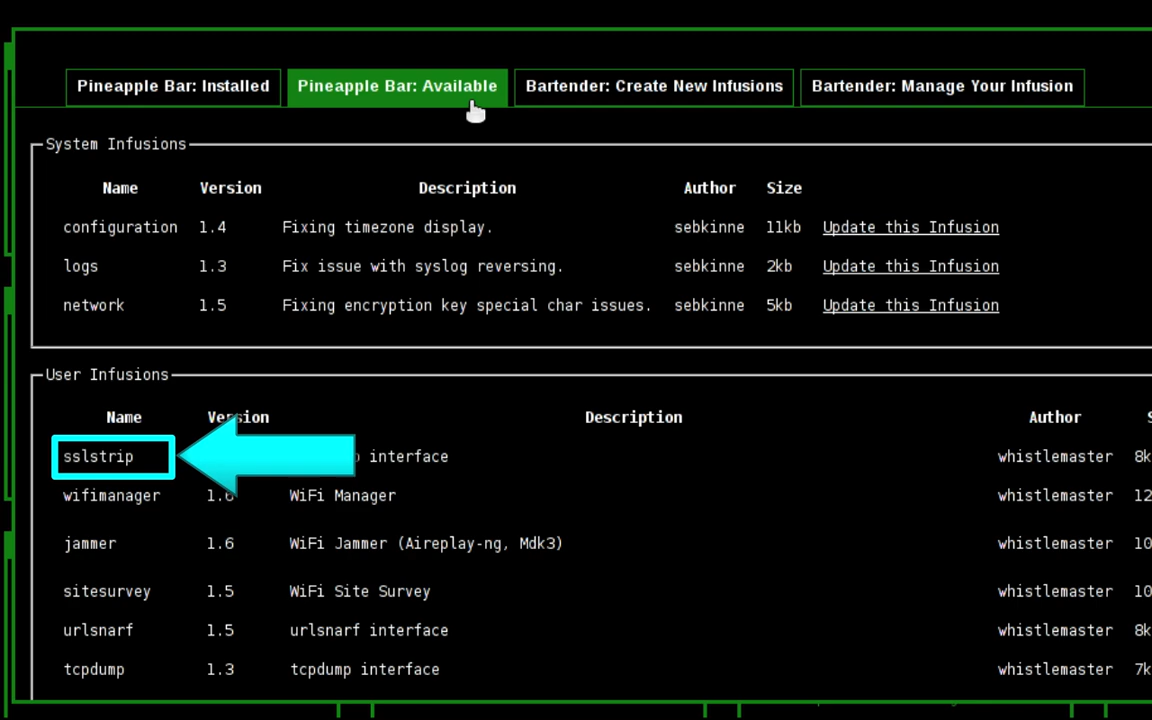 Pineapple Bar: Installed Pineapple Bar: Available Bartender: Create New Infusions Bartender: Manage Your Infusion
System Infusions
Name Version Description Author Size
configuration 1.4 Fixing timezone display. sebkinne 11kb Update this Infusion
logs 1.3 Fix issue with syslog reversing. sebkinne 2kb Update this Infusion
network 1.5 Fixing encryption key special char issues. sebkinne 5kb Update this Infusion
User Infusions
Name Version Description Author
sslstrip interface whistlemaster 8k
wifimanager 1.6 WiFi Manager whistlemaster 12
jammer 1.6 WiFi Jammer (Aireplay-ng, Mdk3) whistlemaster 10
sitesurvey 1.5 WiFi Site Survey whistlemaster 10
urlsnarf 1.5 urlsnarf interface whistlemaster 8k
tcpdump 1.3 tcpdump interface whistlemaster 7k